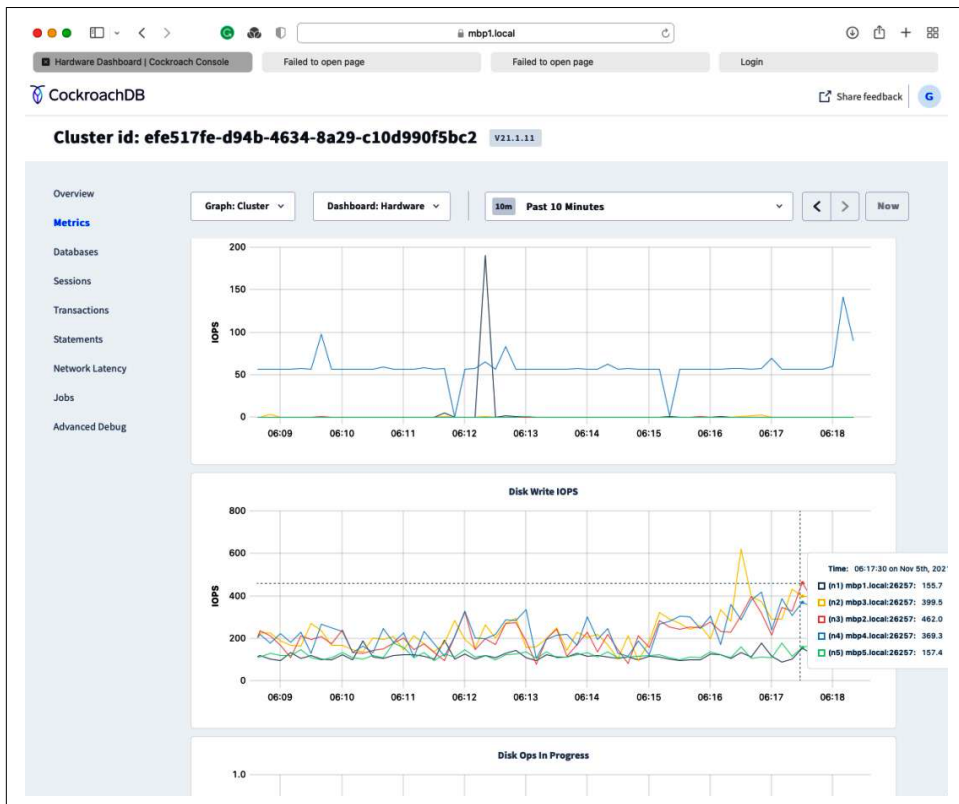 mbp1.local
Hardware Dashboard | Cockroach Console
Failed to open page
Failed to open page
Login
CockroachDB
Share feedback
G
Cluster id: efe517fe-d94b-4634-8a29-c10d990f5bc2
V21.1.11
Overview
Metrics
Databases
Sessions
Transactions
Statements
Network Latency
Jobs
Advanced Debug
Graph: Cluster
Dashboard: Hardware
10m Past 10 Minutes
Now
200
150
100
50
0
IOPS
06:09 06:10 06:11 06:12 06:13 06:14 06:15 06:16 06:17 06:18
Disk Write IOPS
800
600
400
200
0
IOPS
06:09 06:10 06:11 06:12 06:13 06:14 06:15 06:16 06:17 06:18
Time: 06:17:30 on Nov 5th, 202
(n1) mbp1.local:26257: 155.7
(n2) mbp3.local:26257: 399.5
(n3) mbp2.local:26257: 462.0
(n4) mbp4.local:26257: 369.3
(n5) mbp5.local:26257: 157.4
Disk Ops In Progress
1.0